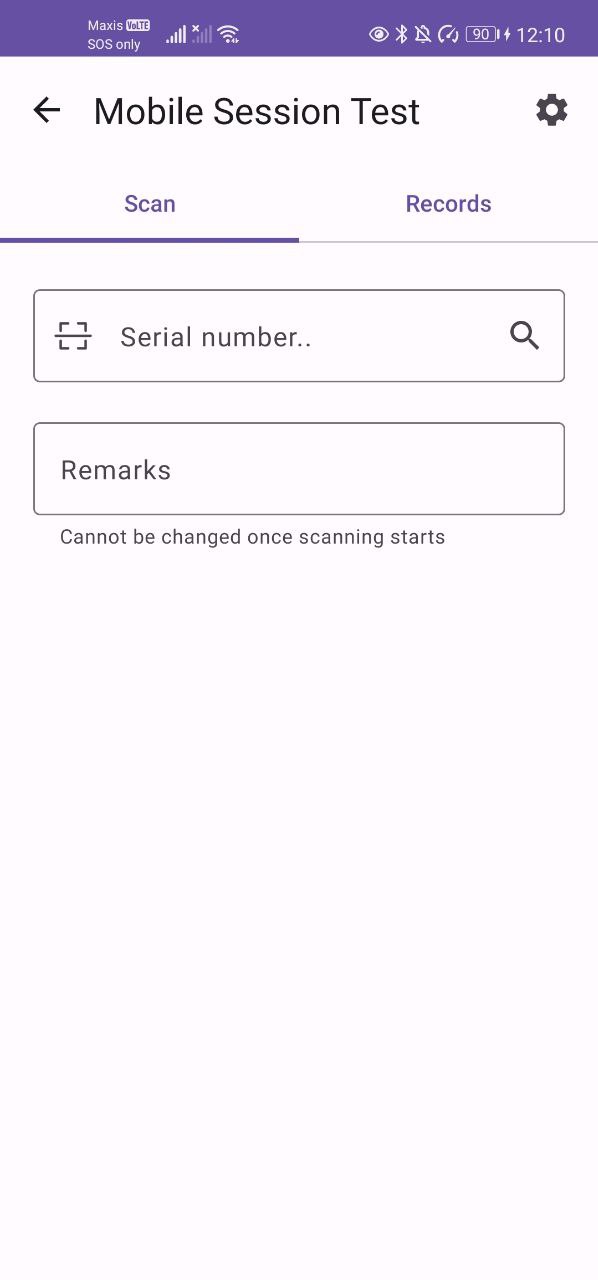 Maxis VoLTE
SOS only
90
12:10
Mobile Session Test
Scan
Records
Serial number..
Remarks
Cannot be changed once scanning starts